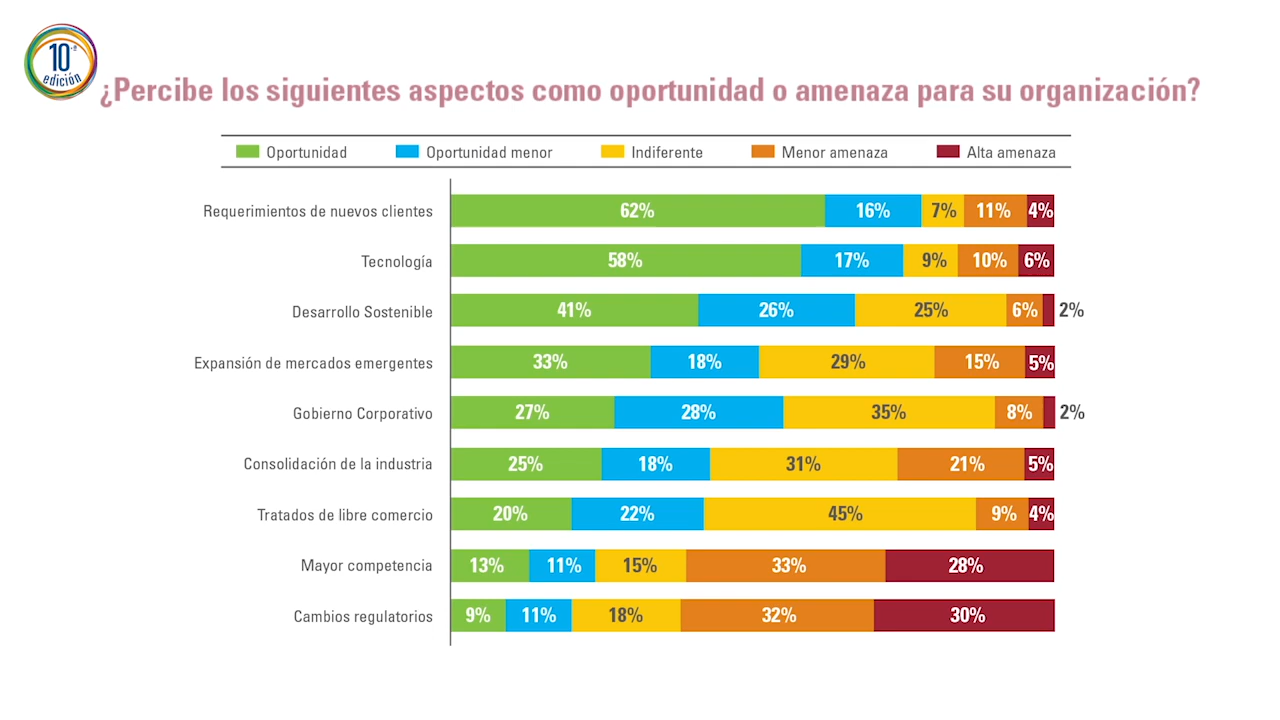 10.ª
edición
¿Percibe los siguientes aspectos como oportunidad o amenaza para su organización?
Oportunidad Oportunidad menor Indiferente Menor amenaza Alta amenaza
Requerimientos de nuevos clientes 62% 16% 7% 11% 4%
Tecnología 58% 17% 9% 10% 6%
Desarrollo Sostenible 41% 26% 25% 6% 2%
Expansión de mercados emergentes 33% 18% 29% 15% 5%
Gobierno Corporativo 27% 28% 35% 8% 2%
Consolidación de la industria 25% 18% 31% 21% 5%
Tratados de libre comercio 20% 22% 45% 9% 4%
Mayor competencia 13% 11% 15% 33% 28%
Cambios regulatorios 9% 11% 18% 32% 30%